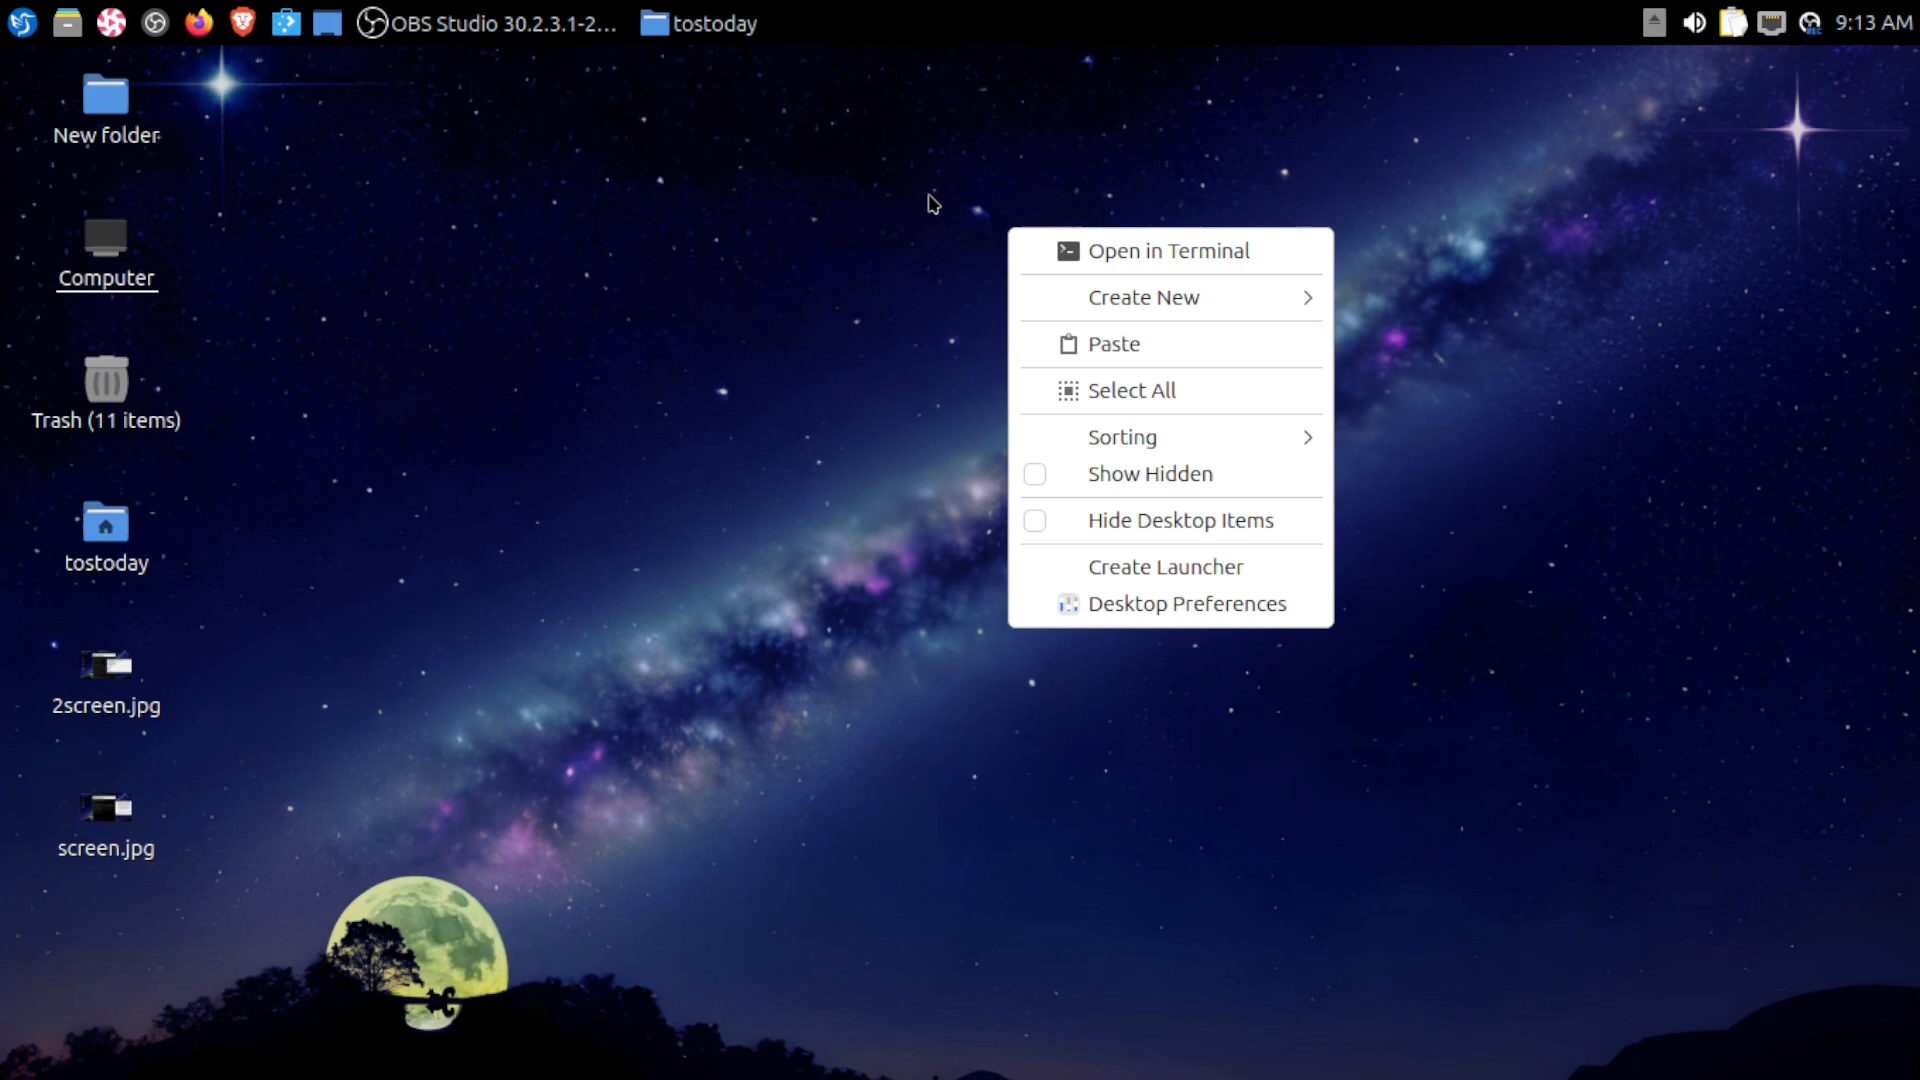 OBS Studio 30.2.3.1-2...
tostoday
REC
9:13 AM
New folder
Computer
Trash (11 items)
tostoday
2screen.jpg
screen.jpg
Open in Terminal
Create New
Paste
Select All
Sorting
Show Hidden
Hide Desktop Items
Create Launcher
Desktop Preferences